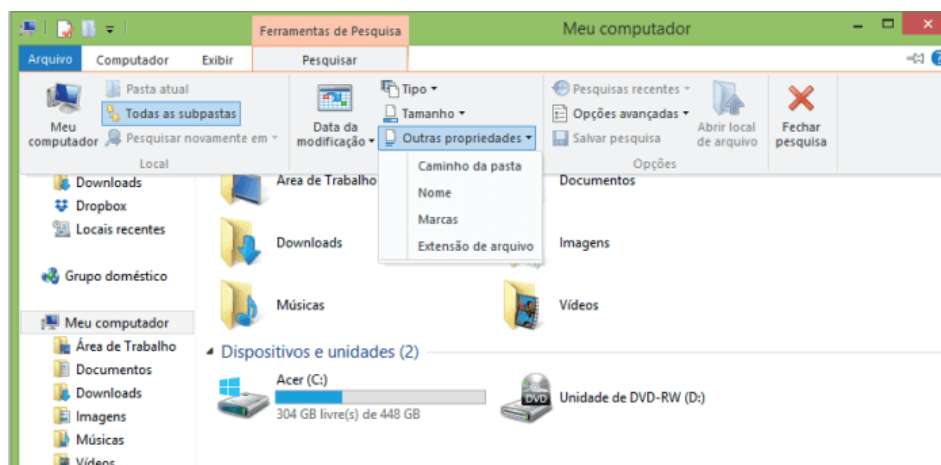 Ferramentas de Pesquisa
Meu computador
Arquivo
Computador
Exibir
Pesquisar
Meu computador
Pasta atual
Todas as subpastas
Pesquisar novamente em
Local
Data da modificação
Tipo
Tamanho
Outras propriedades
Caminho da pasta
Nome
Marcas
Extensão de arquivo
Pesquisas recentes
Opções avançadas
Salvar pesquisa
Abrir local de arquivo
Opções
Fechar pesquisa
Downloads
Dropbox
Locais recentes
Grupo doméstico
Meu computador
Área de Trabalho
Documentos
Downloads
Imagens
Músicas
Vídeos
Área de Trabalho
Documentos
Downloads
Imagens
Músicas
Vídeos
Dispositivos e unidades (2)
Acer (C:)
304 GB livre(s) de 448 GB
DVD
Unidade de DVD-RW (D:)